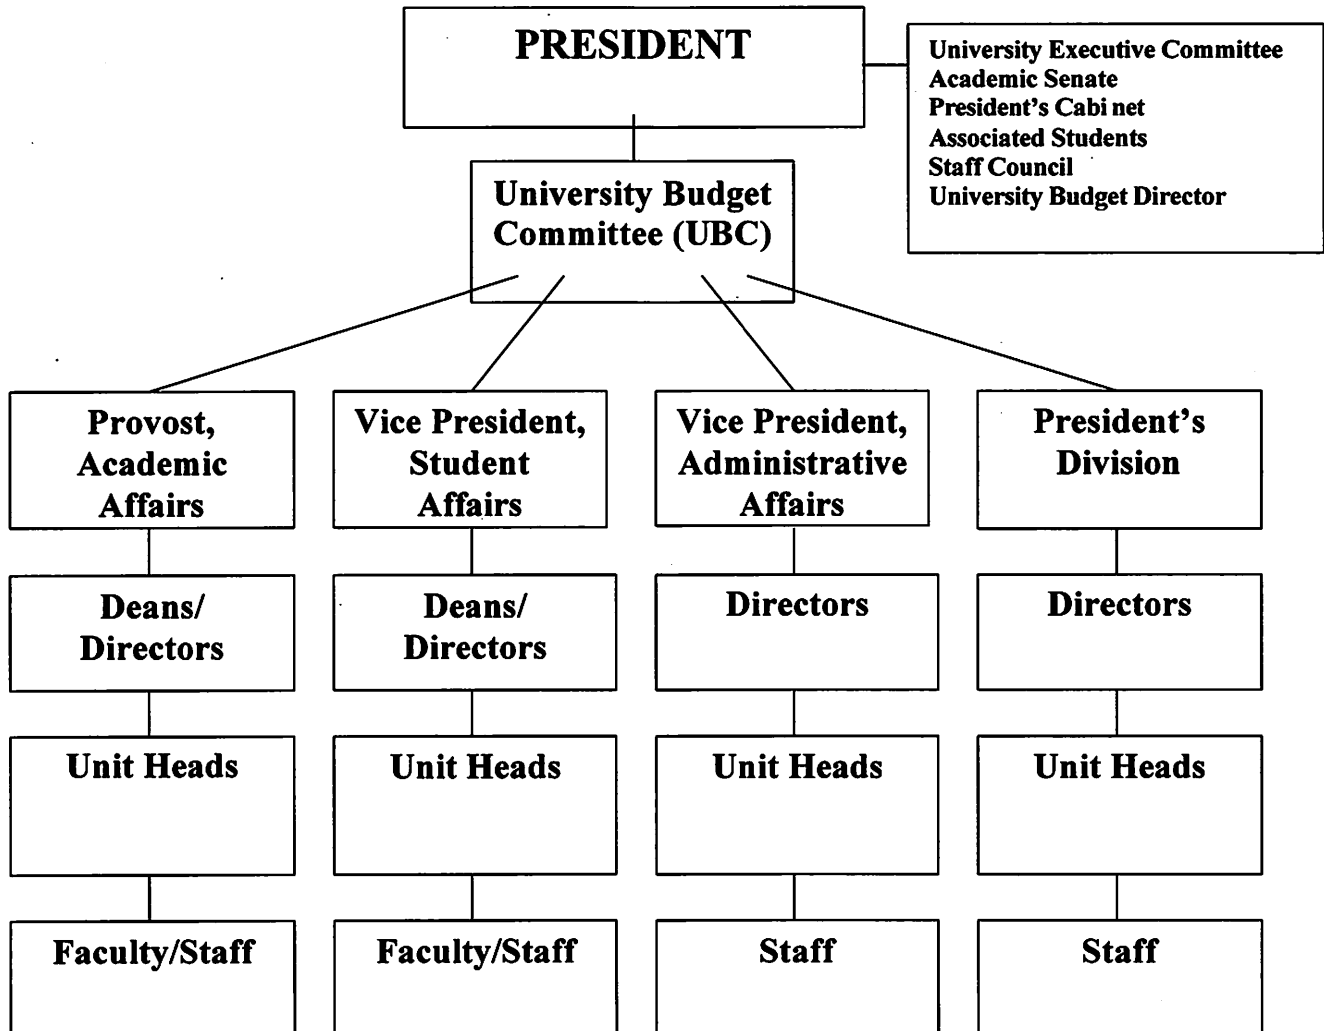 PRESIDENT
University Executive Committee
Academic Senate
President's Cabi net
Associated Students
Staff Council
University Budget Director
University Budget
Committee (UBC)
Provost,
Academic
Affairs
Vice President,
Student
Affairs
Vice President,
Administrative
Affairs
President's
Division
Deans/
Directors
Deans/
Directors
Directors
Directors
Unit Heads
Unit Heads
Unit Heads
Unit Heads
Faculty/Staff
Faculty/Staff
Staff
Staff